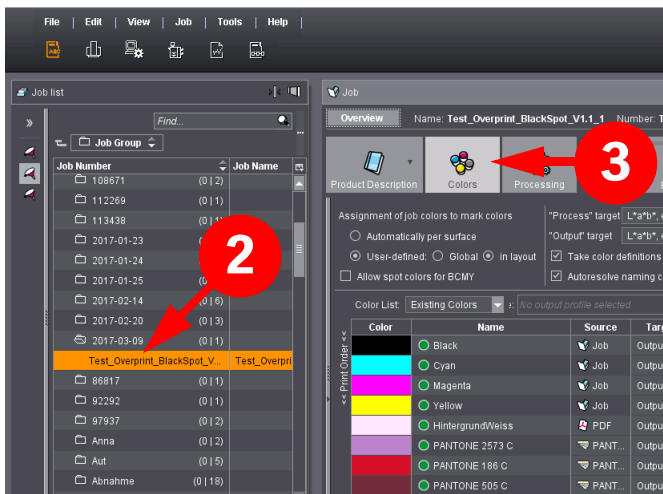 File | Edit | View | Job | Tools | Help |
Job list
Find...
Job Group
Job Number Job Name
108671 (0 | 2)
112269 (0 | 1)
113438 (0 | 1)
2017-01-23
2017-01-24
2017-01-25
2017-02-14 | 6)
2017-02-20 (0 | 3)
2017-03-09 (0 | 1)
Test_Overprint_BlackSpot_V... Test_Overpri
86817 (0 | 1)
92292 (0 | 1)
97937 (0 | 2)
Anna (0 | 2)
Aut (0 | 5)
Abnahme (0 | 18)
2
Job
Overview Name: Test_Overprint_BlackSpot_V1.1_1 Number: T
Product Description Colors Processing
3
Assignment of job colors to mark colors "Process" target L*a*b*, e
Automatically per surface "Output" target L*a*b*,
User-defined: Global in layout Take color definitions
Allow spot colors for BCMY Autoresolve naming c
Color List: Existing Colors No output profile selected
<< Print Order <<
Color Name Source Tar
Black Job Outpu
Cyan Job Outpu
Magenta Job Outpu
Yellow Job Outpu
HintergrundWeiss PDF Outpu
PANTONE 2573 C PANT... Outpu
PANTONE 186 C PANT... Outpu
PANTONE 505 C PANT... Outpu